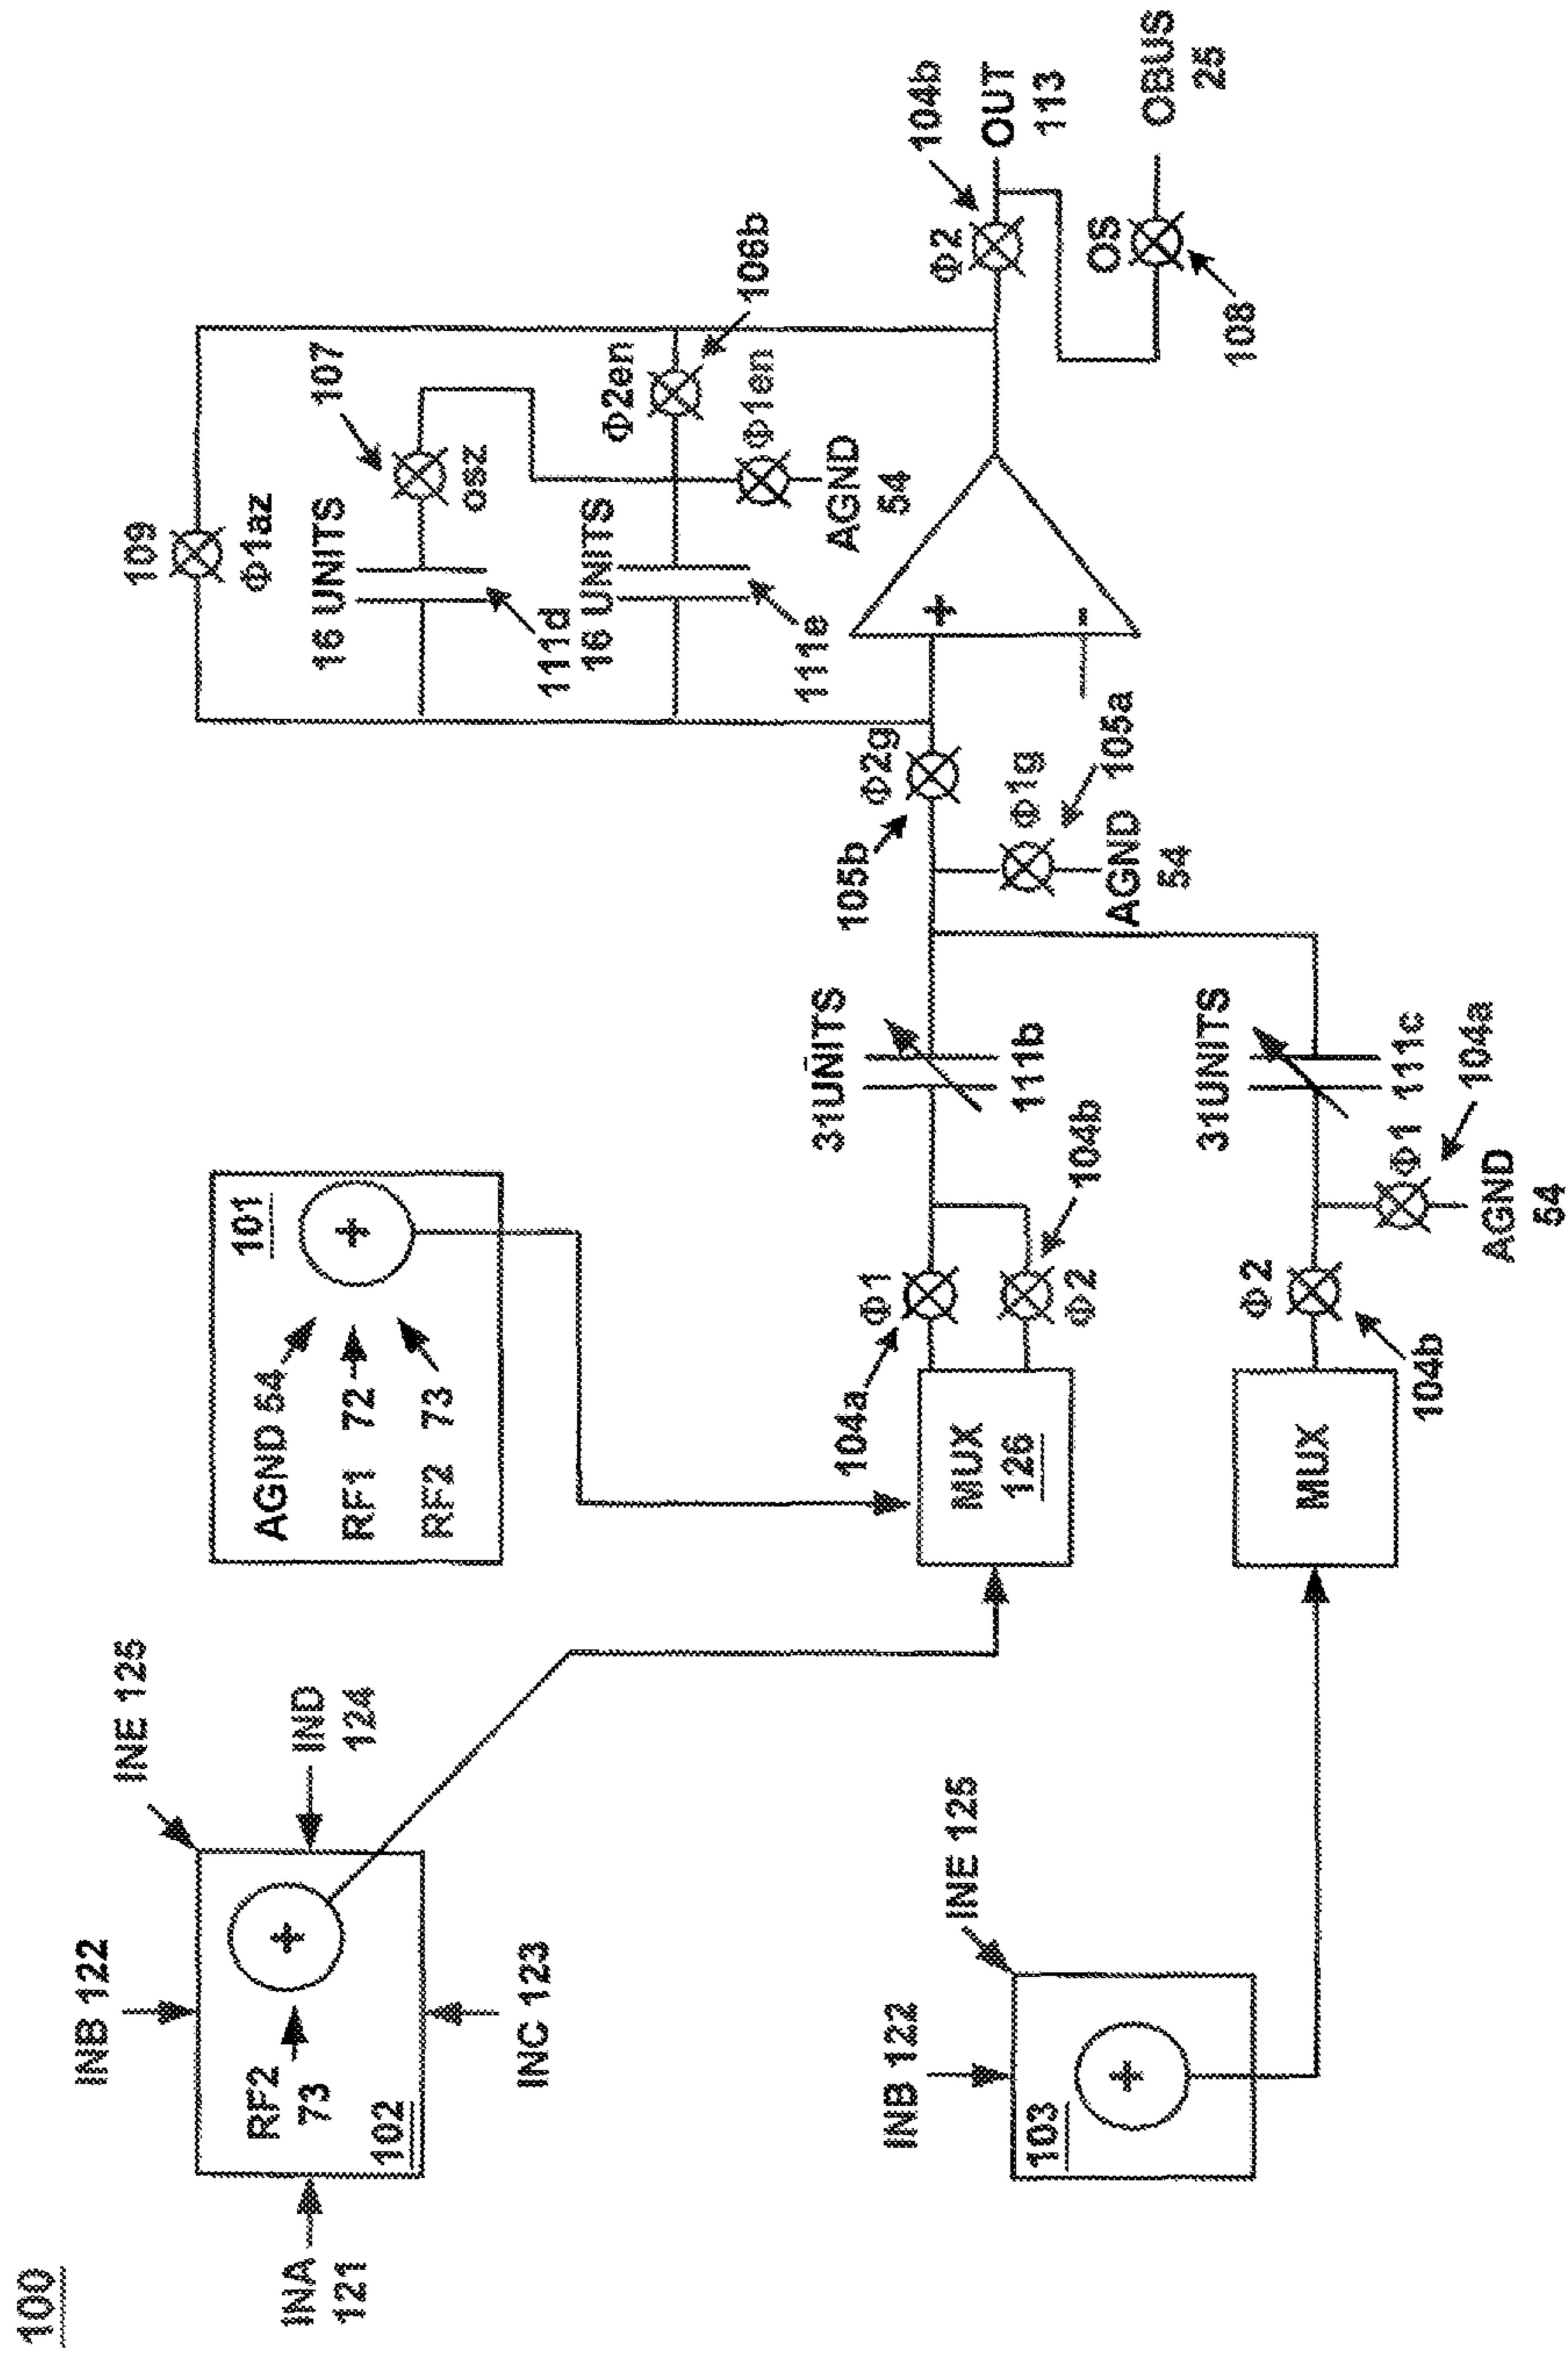 100
INA
121
INB 122
INE 125
IND
124
INC 123
RF2
73
102
AGND 54
RF1 72
RF2 73
101
INB 122
INE 125
103
MUX
126
MUX
104a
Φ1
Φ2
104b
31UNITS
111b
Φ2
104b
31UNITS
111c
Φ1
104a
AGND
54
105b
Φ2g
Φ1g
105a
AGND
54
109
Φ1az
16 UNITS
111d
107
osz
16 UNITS
111e
Φ2en
106b
Φ1en
AGND
54
+
-
Φ2
104b
OUT
113
OS
108
OBUS
25